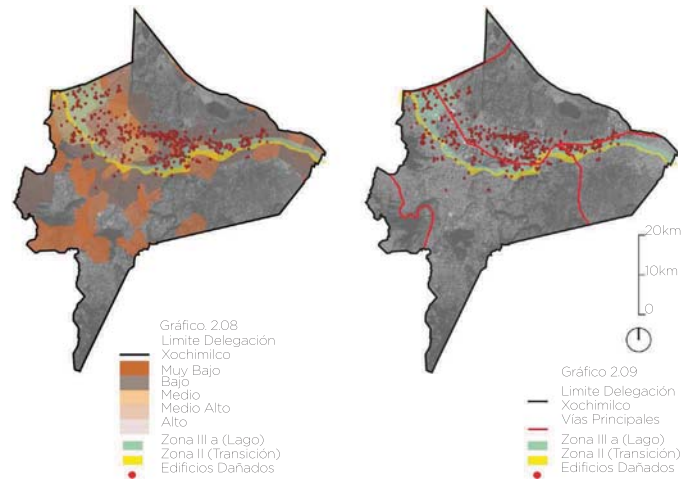 Gráfico. 2.08
Limite Delegación
Xochimilco
Muy Bajo
Bajo
Medio
Medio Alto
Alto
Zona III a (Lago)
Zona II (Transición)
Edificios Dañados
20km
10km
0
Gráfico 2.09
Limite Delegación
Xochimilco
Vías Principales
Zona III a (Lago)
Zona II (Transición)
Edificios Dañados